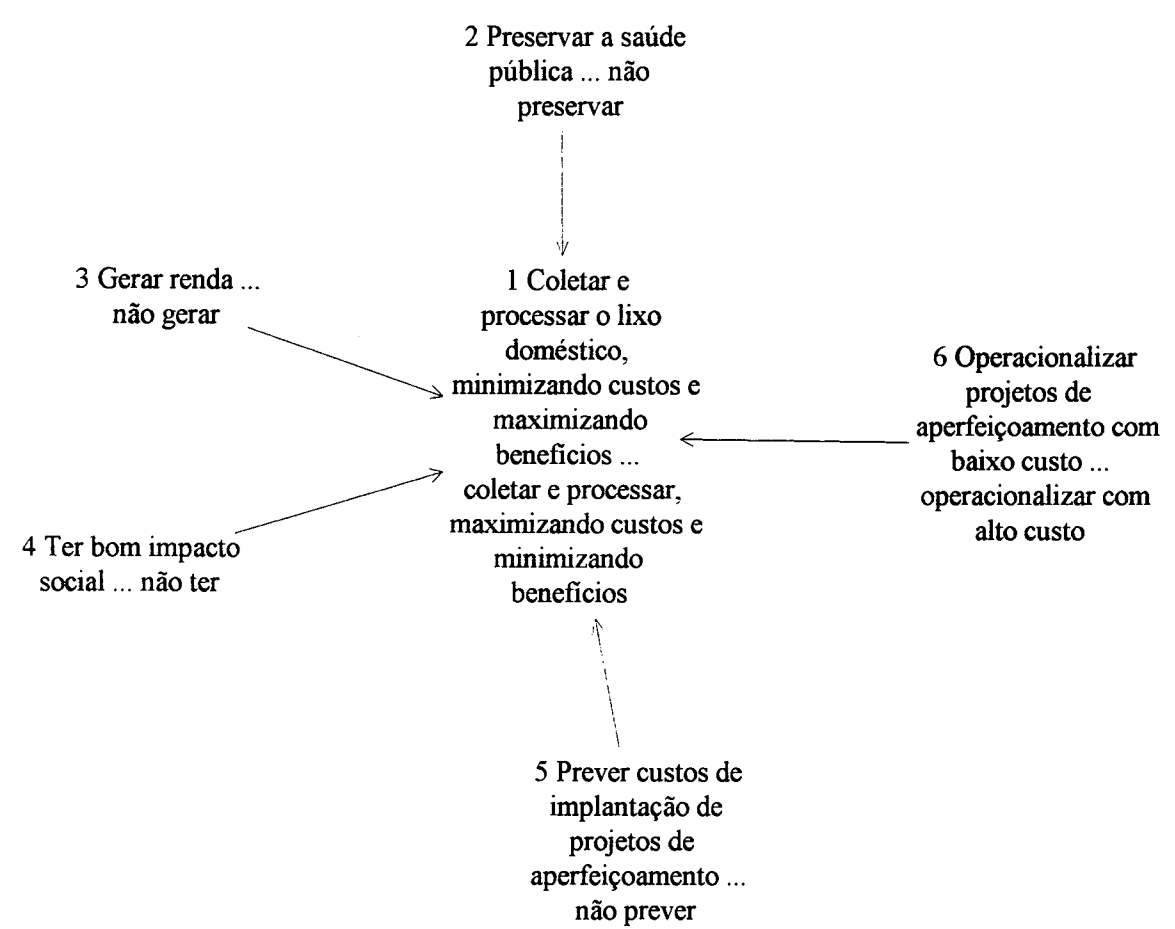 2 Preservar a saúde
pública ... não
preservar
3 Gerar renda ...
não gerar
1 Coletar e
processar o lixo
doméstico,
minimizando custos e
maximizando
benefícios ...
coletar e processar,
maximizando custos e
minimizando
benefícios
6 Operacionalizar
projetos de
aperfeiçoamento com
baixo custo ...
operacionalizar com
alto custo
4 Ter bom impacto
social ... não ter
5 Prever custos de
implantação de
projetos de
aperfeiçoamento ...
não prever